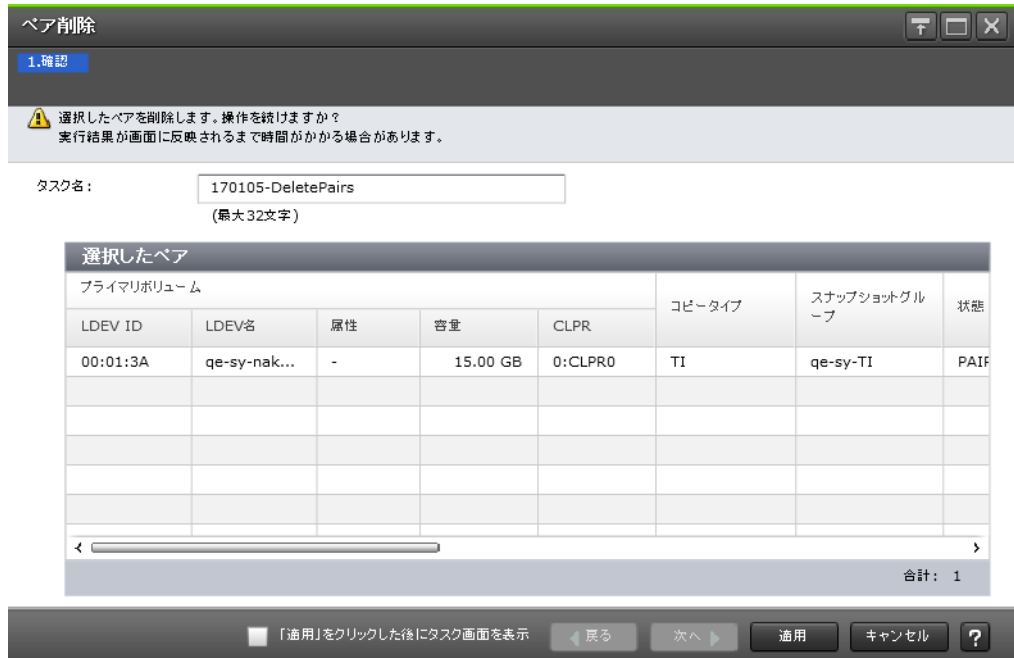 ペア削除
1.確認
選択したペアを削除します。操作を続けますか?
実行結果が画面に反映されるまで時間がかかる場合があります。
タスク名:
170105-DeletePairs
(最大32文字)
選択したペア
プライマリボリューム
コピータイプ
スナップショットグル
ープ
状態
LDEV ID
LDEV名
属性
容量
CLPR
00:01:3A
qe-sy-nak...
-
15.00 GB
0:CLPR0
TI
qe-sy-TI
PAI
合計: 1
「適用」をクリックした後にタスク画面を表示
戻る
次へ
適用
キャンセル
?